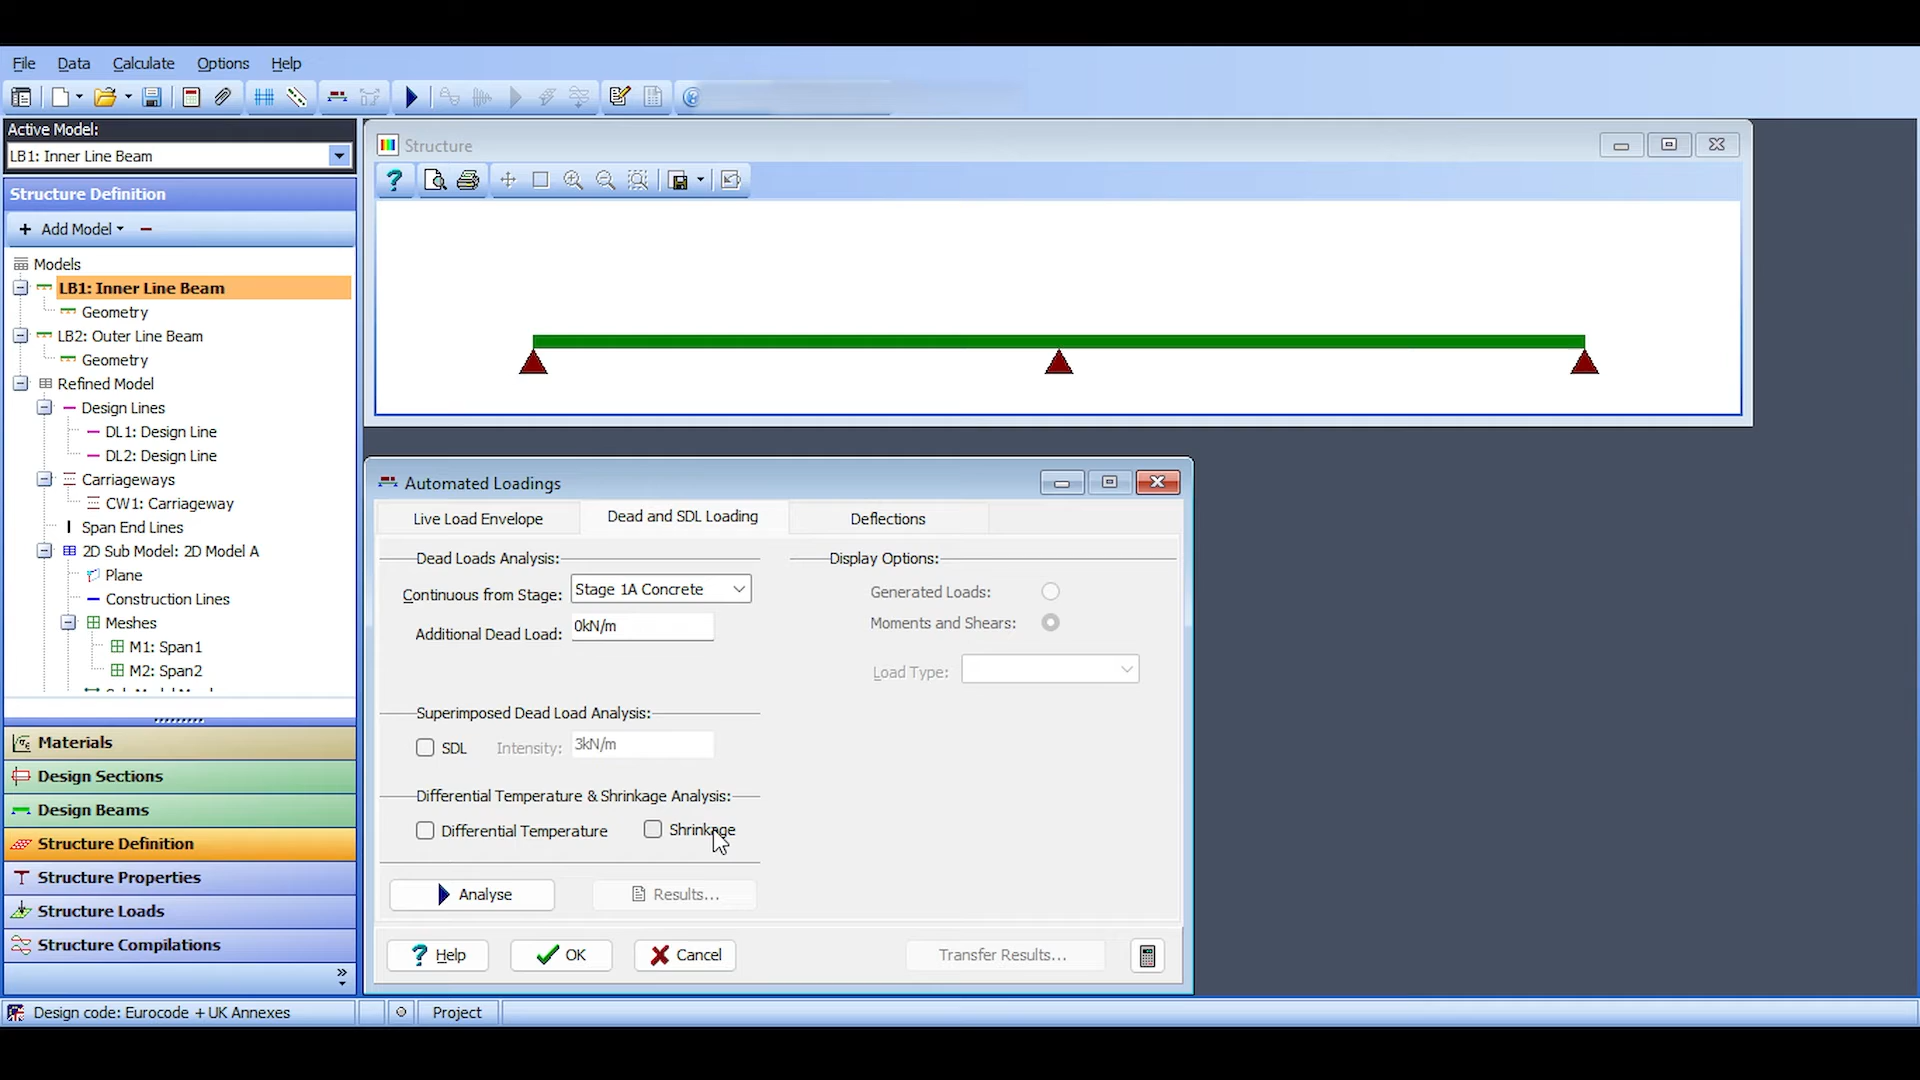 File Data Calculate Options Help
Active Model:
LB1: Inner Line Beam
Structure Definition
Add Model
Models
LB1: Inner Line Beam
Geometry
LB2: Outer Line Beam
Geometry
Refined Model
Design Lines
DL1: Design Line
DL2: Design Line
Carriageways
CW1: Carriageway
Span End Lines
2D Sub Model: 2D Model A
Plane
Construction Lines
Meshes
M1: Span1
M2: Span2
Materials
Design Sections
Design Beams
Structure Definition
Structure Properties
Structure Loads
Structure Compilations
Structure
Automated Loadings
Live Load Envelope Dead and SDL Loading Deflections
Dead Loads Analysis:
Continuous from Stage: Stage 1A Concrete
Additional Dead Load: 0kN/m
Superimposed Dead Load Analysis:
SDL Intensity: 3kN/m
Differential Temperature & Shrinkage Analysis:
Differential Temperature Shrinkage
Analyse Results...
Display Options:
Generated Loads:
Moments and Shears:
Load Type:
Help OK Cancel Transfer Results...
Design code: Eurocode + UK Annexes Project